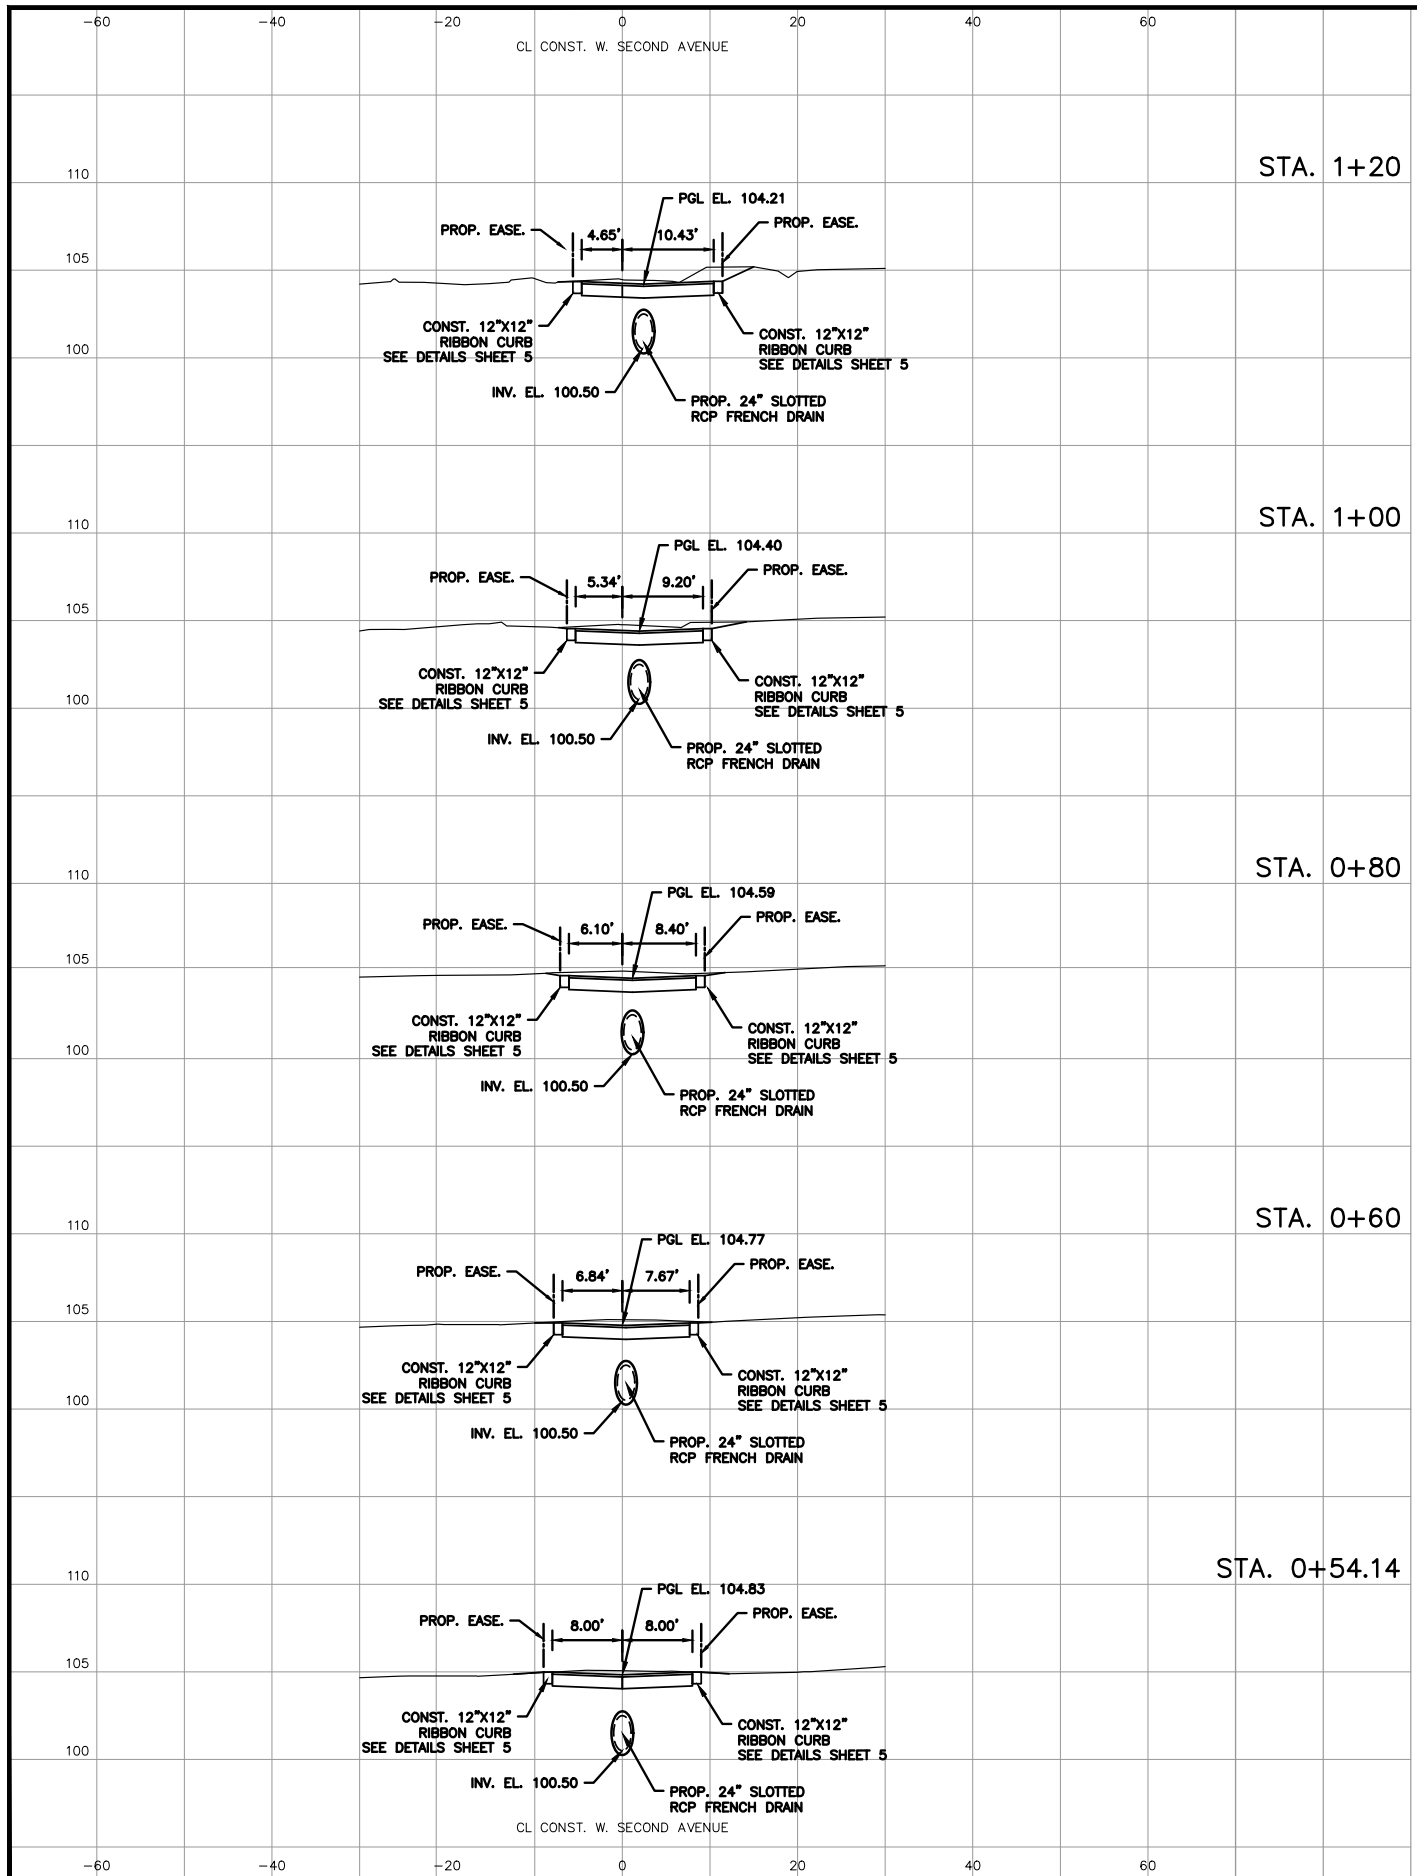 -60 -40 -20 0 20 40 60
CL CONST. W. SECOND AVENUE
STA. 1+20
110
PGL EL. 104.21
PROP. EASE.
4.65' 10.43'
PROP. EASE.
105
CONST. 12"X12"
RIBBON CURB
SEE DETAILS SHEET 5
CONST. 12"X12"
RIBBON CURB
SEE DETAILS SHEET 5
100
INV. EL. 100.50
PROP. 24" SLOTTED
RCP FRENCH DRAIN
STA. 1+00
110
PGL EL. 104.40
PROP. EASE.
5.34' 9.20'
PROP. EASE.
105
CONST. 12"X12"
RIBBON CURB
SEE DETAILS SHEET 5
CONST. 12"X12"
RIBBON CURB
SEE DETAILS SHEET 5
100
INV. EL. 100.50
PROP. 24" SLOTTED
RCP FRENCH DRAIN
STA. 0+80
110
PGL EL. 104.59
PROP. EASE.
6.10' 8.40'
PROP. EASE.
105
CONST. 12"X12"
RIBBON CURB
SEE DETAILS SHEET 5
CONST. 12"X12"
RIBBON CURB
SEE DETAILS SHEET 5
100
INV. EL. 100.50
PROP. 24" SLOTTED
RCP FRENCH DRAIN
STA. 0+60
110
PGL EL. 104.77
PROP. EASE.
6.84' 7.67'
PROP. EASE.
105
CONST. 12"X12"
RIBBON CURB
SEE DETAILS SHEET 5
CONST. 12"X12"
RIBBON CURB
SEE DETAILS SHEET 5
100
INV. EL. 100.50
PROP. 24" SLOTTED
RCP FRENCH DRAIN
STA. 0+54.14
110
PGL EL. 104.83
PROP. EASE.
8.00' 8.00'
PROP. EASE.
105
CONST. 12"X12"
RIBBON CURB
SEE DETAILS SHEET 5
CONST. 12"X12"
RIBBON CURB
SEE DETAILS SHEET 5
100
INV. EL. 100.50
PROP. 24" SLOTTED
RCP FRENCH DRAIN
CL CONST. W. SECOND AVENUE
-60 -40 -20 0 20 40 60